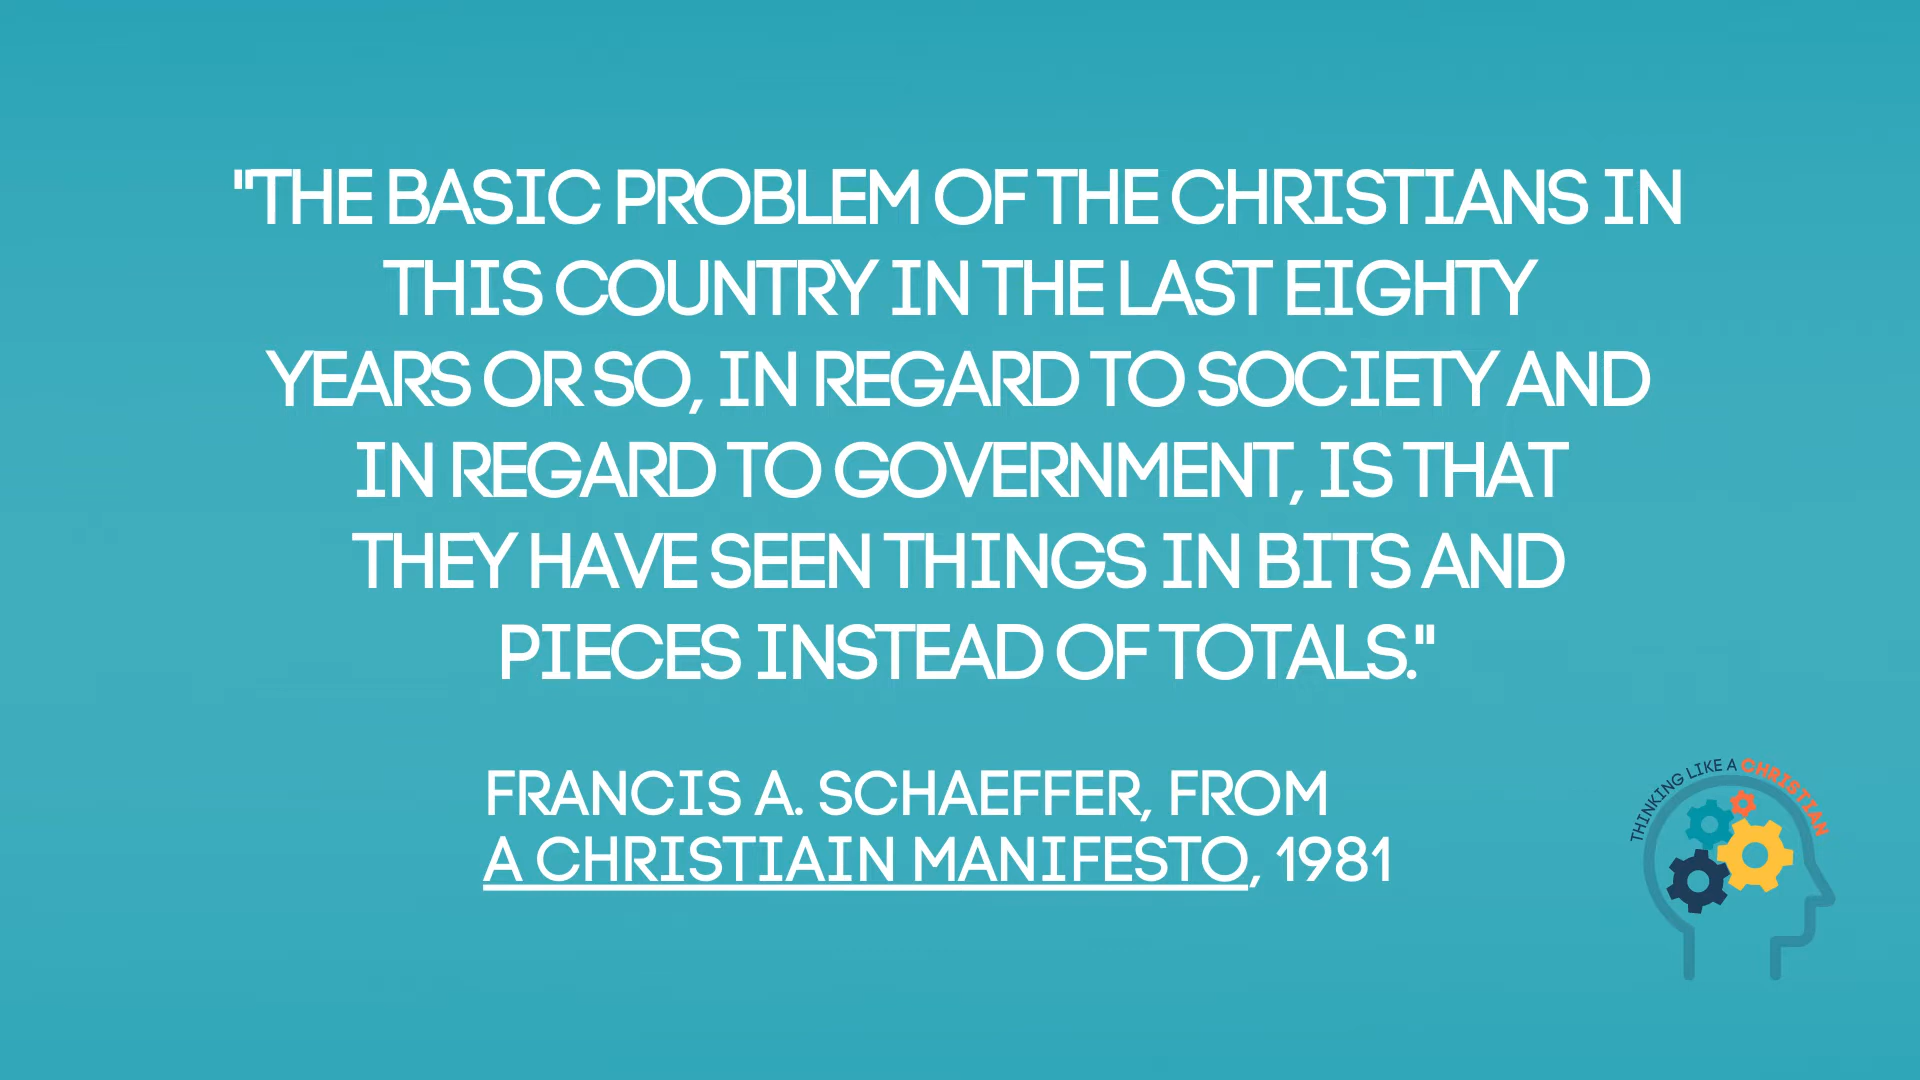 "THE BASIC PROBLEM OF THE CHRISTIANS IN
THIS COUNTRY IN THE LAST EIGHTY
YEARS OR SO, IN REGARD TO SOCIETY AND
IN REGARD TO GOVERNMENT, IS THAT
THEY HAVE SEEN THINGS IN BITS AND
PIECES INSTEAD OF TOTALS."
FRANCIS A. SCHAEFFER, FROM
A CHRISTIAIN MANIFESTO, 1981
THINKING LIKE A CHRISTIAN